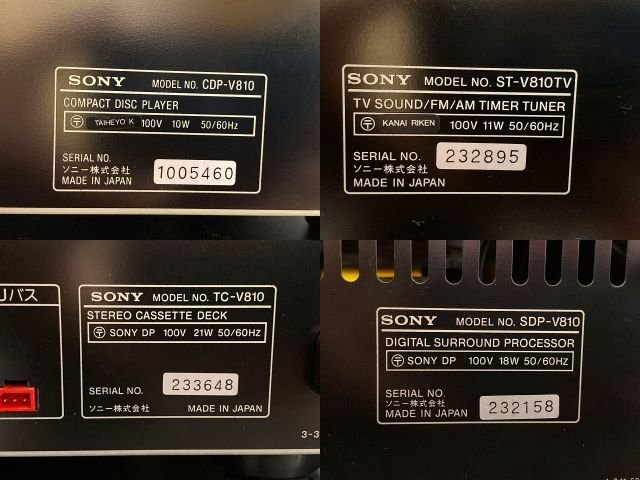 SONY MODEL NO. CDP-V810
COMPACT DISC PLAYER
〒 TAIHEYO K 100V 10W 50/60Hz
SERIAL NO.
ソニー株式会社
MADE IN JAPAN
1005460
SONY MODEL NO. ST-V810TV
TV SOUND/FM/AM TIMER TUNER
〒 KANAI RIKEN 100V 11W 50/60Hz
SERIAL NO.
ソニー株式会社
MADE IN JAPAN
232895
バス
SONY MODEL NO. TC-V810
STEREO CASSETTE DECK
〒 SONY DP 100V 21W 50/60Hz
SERIAL NO. 233648
ソニー株式会社 MADE IN JAPAN
3-3
SONY MODEL NO. SDP-V810
DIGITAL SURROUND PROCESSOR
〒 SONY DP 100V 18W 50/60Hz
SERIAL NO.
ソニー株式会社
MADE IN JAPAN
232158